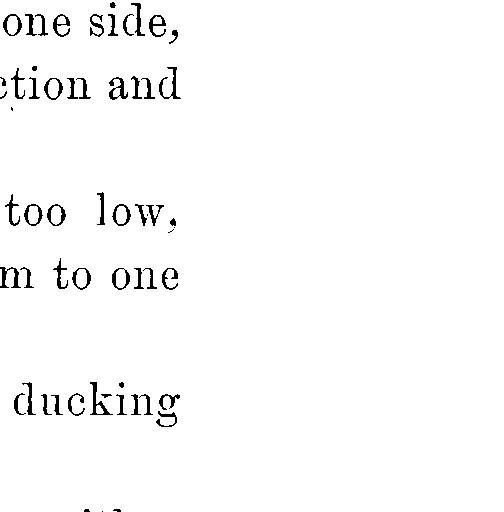 one side,
ction and
too low,
m to one
ducking